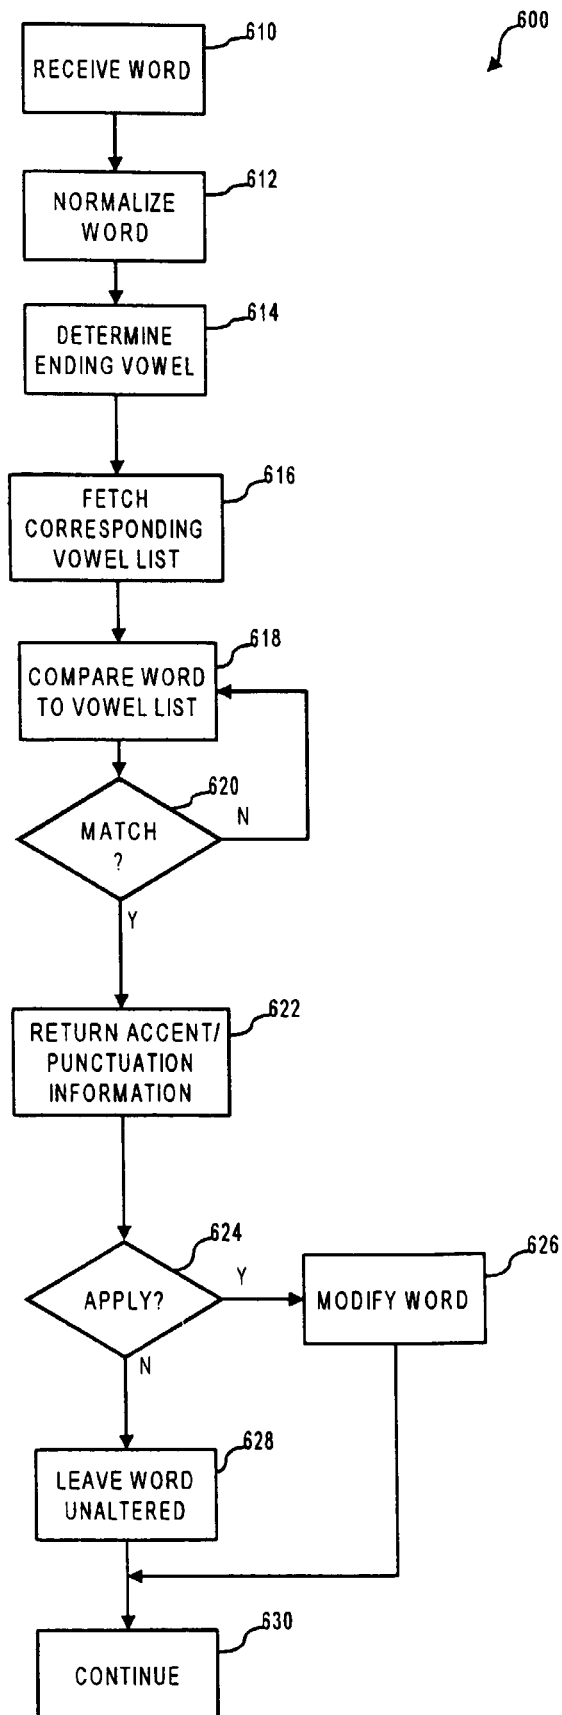 600
610
RECEIVE WORD
612
NORMALIZE
WORD
614
DETERMINE
ENDING VOWEL
616
FETCH
CORRESPONDING
VOWEL LIST
618
COMPARE WORD
TO VOWEL LIST
620
MATCH
?
N
Y
622
RETURN ACCENT/
PUNCTUATION
INFORMATION
624
APPLY?
Y
N
626
MODIFY WORD
628
LEAVE WORD
UNALTERED
630
CONTINUE